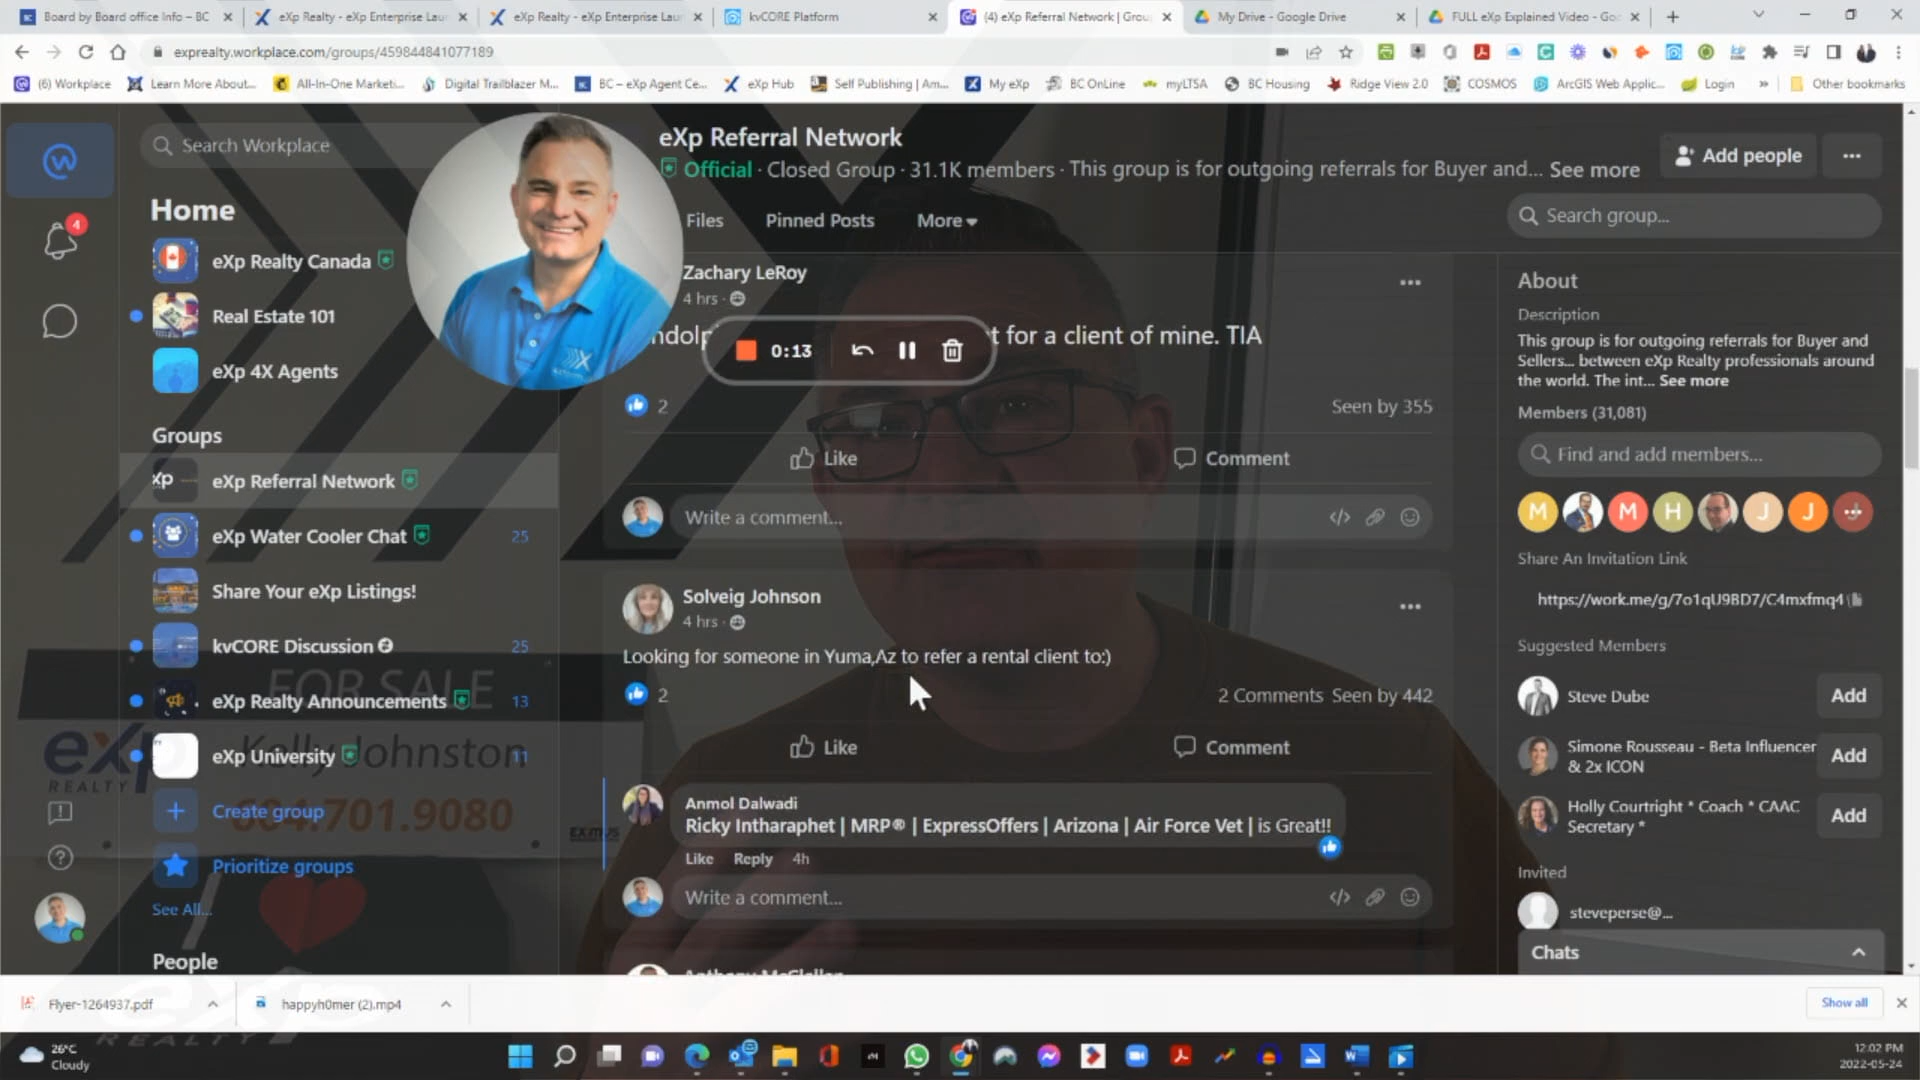 Board by Board office Info – BC
eXp Realty - eXp Enterprise Lau
eXp Realty - eXp Enterprise Lau
kvCORE Platform
(4) eXp Referral Network | Grou
My Drive - Google Drive
FULL eXp Explained Video - Goo
exprealty.workplace.com/groups/459844841077189
(6) Workplace
Learn More About...
All-In-One Marketi...
Digital Trailblazer M...
BC – eXp Agent Ce...
eXp Hub
Self Publishing | Am...
My eXp
BC OnLine
myLTSA
BC Housing
Ridge View 2.0
COSMOS
ArcGIS Web Applic...
Login
»
Other bookmarks
Search Workplace
4
Home
eXp Realty Canada
Real Estate 101
eXp 4X Agents
Groups
eXp Referral Network
eXp Water Cooler Chat
25
Share Your eXp Listings!
kvCORE Discussion
25
eXp Realty Announcements
13
eXp University
11
Create group
Prioritize groups
See All...
People
FOR SALE
eXp
REALTY
Kelly Johnston
604.701.9080
REALTY
eXp Referral Network
Official · Closed Group · 31.1K members · This group is for outgoing referrals for Buyer and... See more
Add people
Files
Pinned Posts
More
Search group...
Zachary LeRoy
4 hrs ·
t for a client of mine. TIA
0:13
2
Seen by 355
Like
Comment
Write a comment...
Solveig Johnson
4 hrs ·
Looking for someone in Yuma,Az to refer a rental client to:)
2
2 Comments Seen by 442
Like
Comment
Anmol Dalwadi
Ricky Intharaphet | MRP® | ExpressOffers | Arizona | Air Force Vet | is Great!!
Like Reply 4h
Write a comment...
About
Description
This group is for outgoing referrals for Buyer and
Sellers... between eXp Realty professionals around
the world. The int... See more
Members (31,081)
Find and add members...
M
M
H
J
J
Share An Invitation Link
https://work.me/g/7o1qU9BD7/C4mxfmq4
Suggested Members
Steve Dube
Add
Simone Rousseau - Beta Influencer
& 2x ICON
Add
Holly Courtright * Coach * CAAC
Secretary *
Add
Invited
steveperse@...
Chats
Flyer-1264937.pdf
happyh0mer (2).mp4
Show all
26°C
Cloudy
12:02 PM
2022-05-24